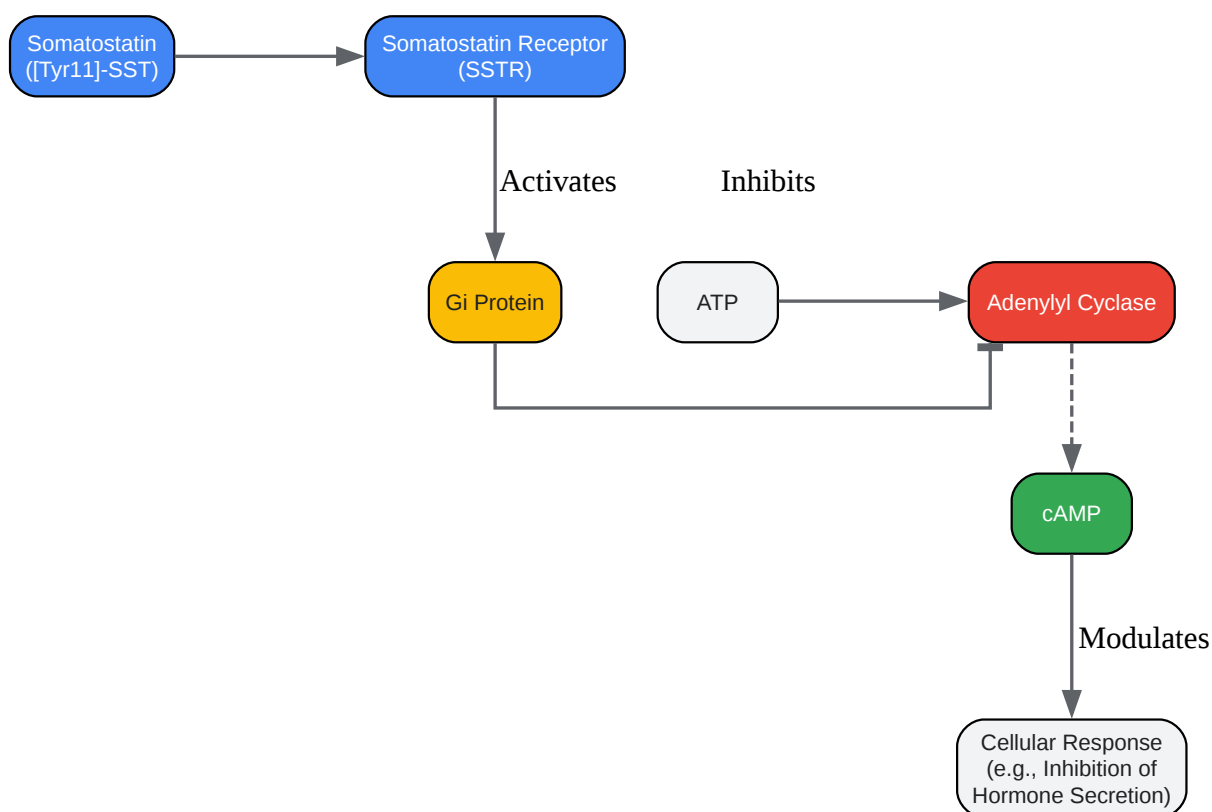 Somatostatin
([Tyr11]-SST)
Somatostatin Receptor
(SSTR)
Activates
Inhibits
Gi Protein
ATP
Adenylyl Cyclase
cAMP
Modulates
Cellular Response
(e.g., Inhibition of
Hormone Secretion)